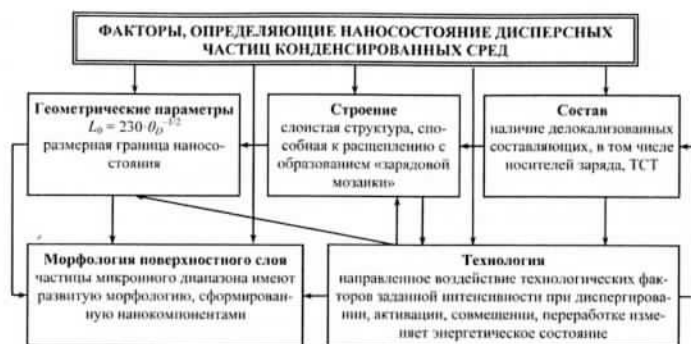 ФАКТОРЫ, ОПРЕДЕЛЯЮЩИЕ НАНОСОСТОЯНИЕ ДИСПЕРСНЫХ
ЧАСТИЦ КОНДЕНСИРОВАННЫХ СРЕД
Геометрические параметры
L₀ = 230·θ_D^(-1/2)
размерная граница наносо-
стояния
Строение
слоистая структура, спо-
собная к расщеплению с
образованием «зарядовой
мозаики»
Состав
наличие делокализованных
составляющих, в том числе
носителей заряда, ТСТ
Морфология поверхностного слоя
частицы микронного диапазона имеют
развитую морфологию, сформирован-
ную нанокомпонентами
Технология
направленное воздействие технологических фак-
торов заданной интенсивности при диспергирова-
нии, активации, совмещении, переработке изме-
няет энергетическое состояние